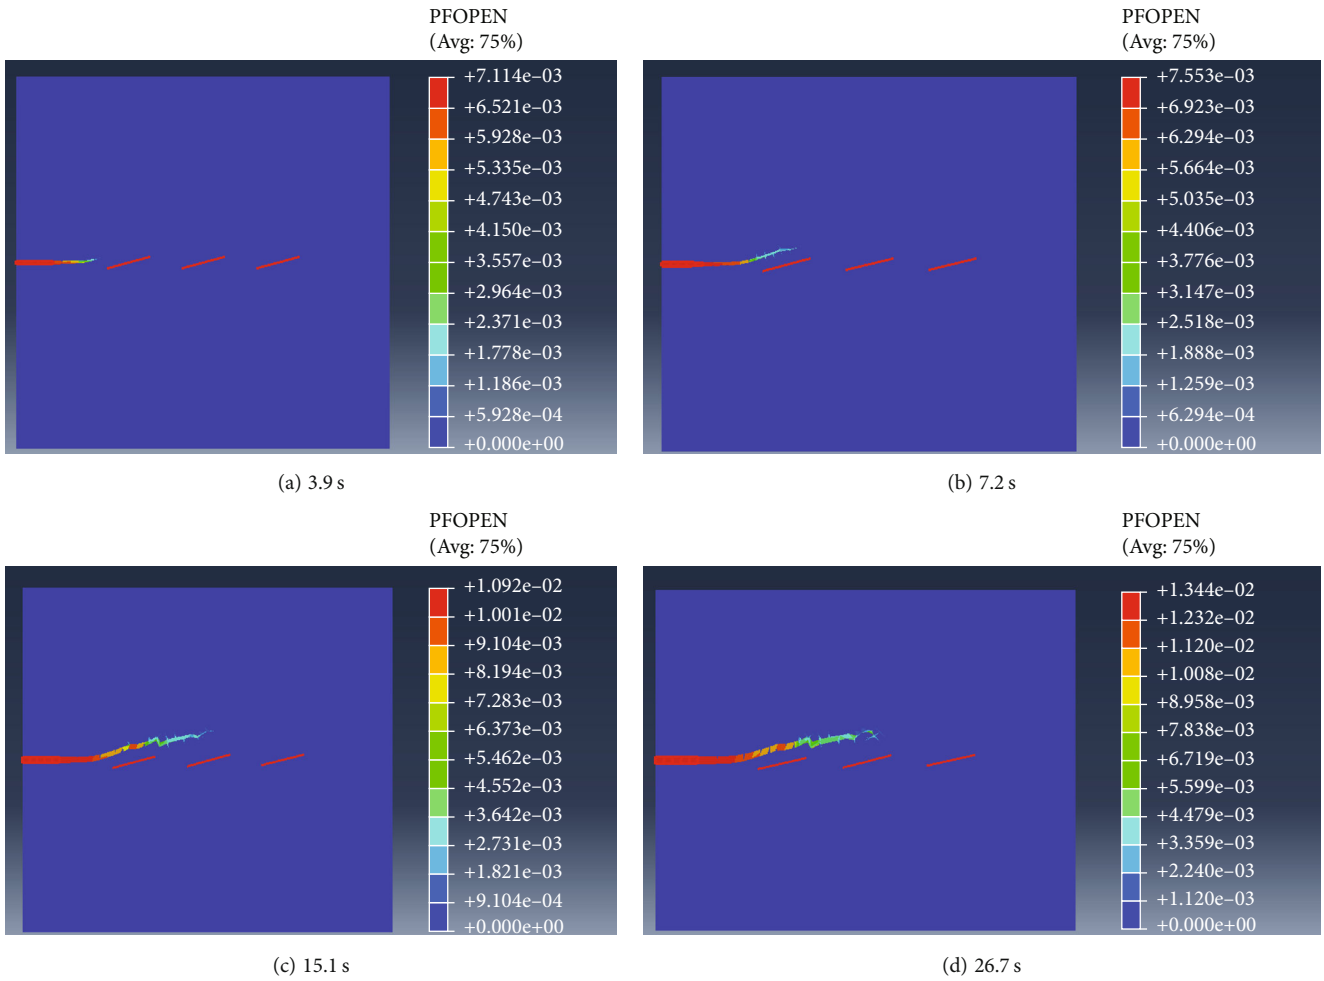 PFOPEN
(Avg: 75%)
+7.114e–03
+6.521e–03
+5.928e–03
+5.335e–03
+4.743e–03
+4.150e–03
+3.557e–03
+2.964e–03
+2.371e–03
+1.778e–03
+1.186e–03
+5.928e–04
+0.000e+00
(a) 3.9 s
PFOPEN
(Avg: 75%)
+7.553e–03
+6.923e–03
+6.294e–03
+5.664e–03
+5.035e–03
+4.406e–03
+3.776e–03
+3.147e–03
+2.518e–03
+1.888e–03
+1.259e–03
+6.294e–04
+0.000e+00
(b) 7.2 s
PFOPEN
(Avg: 75%)
+1.092e–02
+1.001e–02
+9.104e–03
+8.194e–03
+7.283e–03
+6.373e–03
+5.462e–03
+4.552e–03
+3.642e–03
+2.731e–03
+1.821e–03
+9.104e–04
+0.000e+00
(c) 15.1 s
PFOPEN
(Avg: 75%)
+1.344e–02
+1.232e–02
+1.120e–02
+1.008e–02
+8.958e–03
+7.838e–03
+6.719e–03
+5.599e–03
+4.479e–03
+3.359e–03
+2.240e–03
+1.120e–03
+0.000e+00
(d) 26.7 s